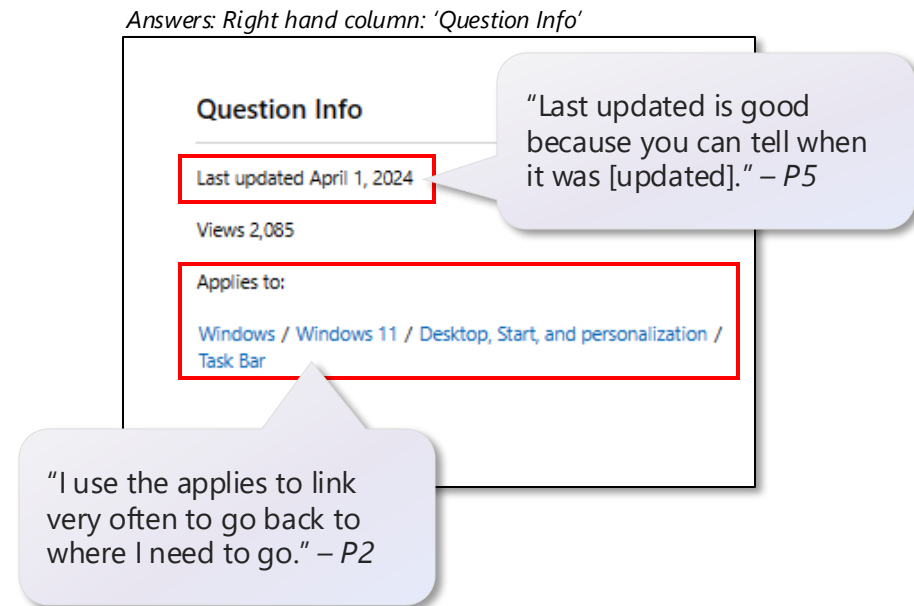 Answers: Right hand column: ‘Question Info’
Question Info
Last updated April 1, 2024
Views 2,085
Applies to:
Windows / Windows 11 / Desktop, Start, and personalization /
Task Bar
“Last updated is good
because you can tell when
it was [updated].” – P5
“I use the applies to link
very often to go back to
where I need to go.” – P2